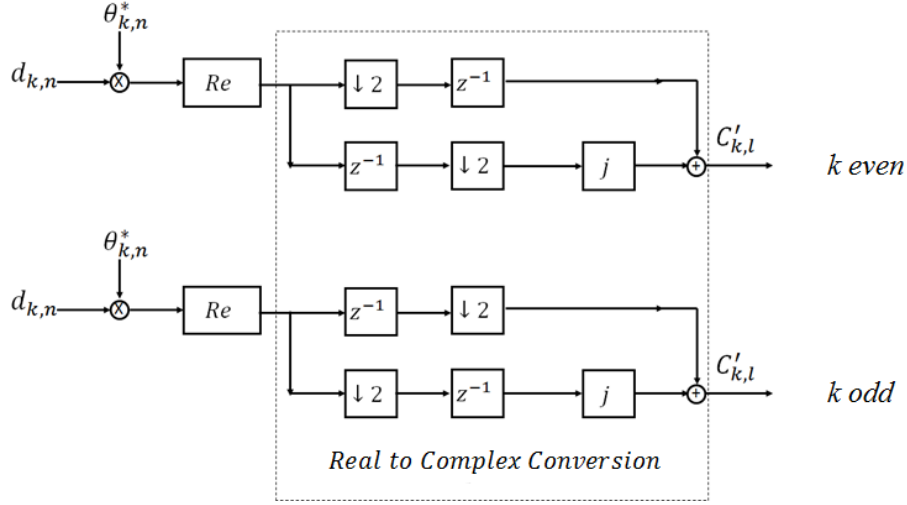 θ*k,n
dk,n × Re ↓ 2 z⁻¹ C′k,l
z⁻¹ ↓ 2 j + k even
θ*k,n
dk,n × Re z⁻¹ ↓ 2 C′k,l
↓ 2 z⁻¹ j + k odd
Real to Complex Conversion